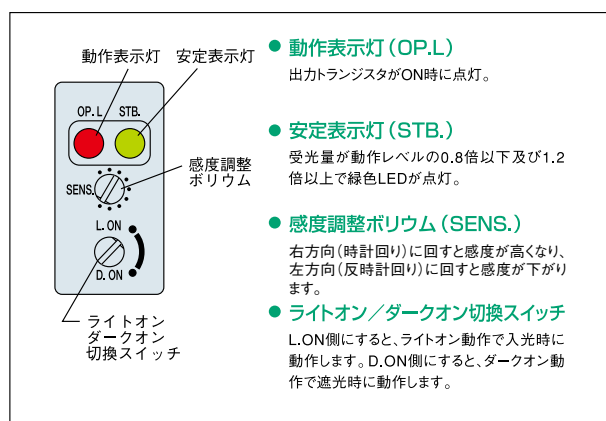 動作表示灯 安定表示灯
OP.L STB.
SENS.
感度調整
ボリウム
L.ON
D.ON
ライトオン
ダークオン
切換スイッチ
● 動作表示灯(OP.L)
出力トランジスタがON時に点灯。
● 安定表示灯(STB.)
受光量が動作レベルの0.8倍以下及び1.2
倍以上で緑色LEDが点灯。
● 感度調整ボリウム(SENS.)
右方向(時計回り)に回すと感度が高くなり、
左方向(反時計回り)に回すと感度が下がり
ます。
● ライトオン/ダークオン切換スイッチ
L.ON側にすると、ライトオン動作で入光時に
動作します。D.ON側にすると、ダークオン動
作で遮光時に動作します。